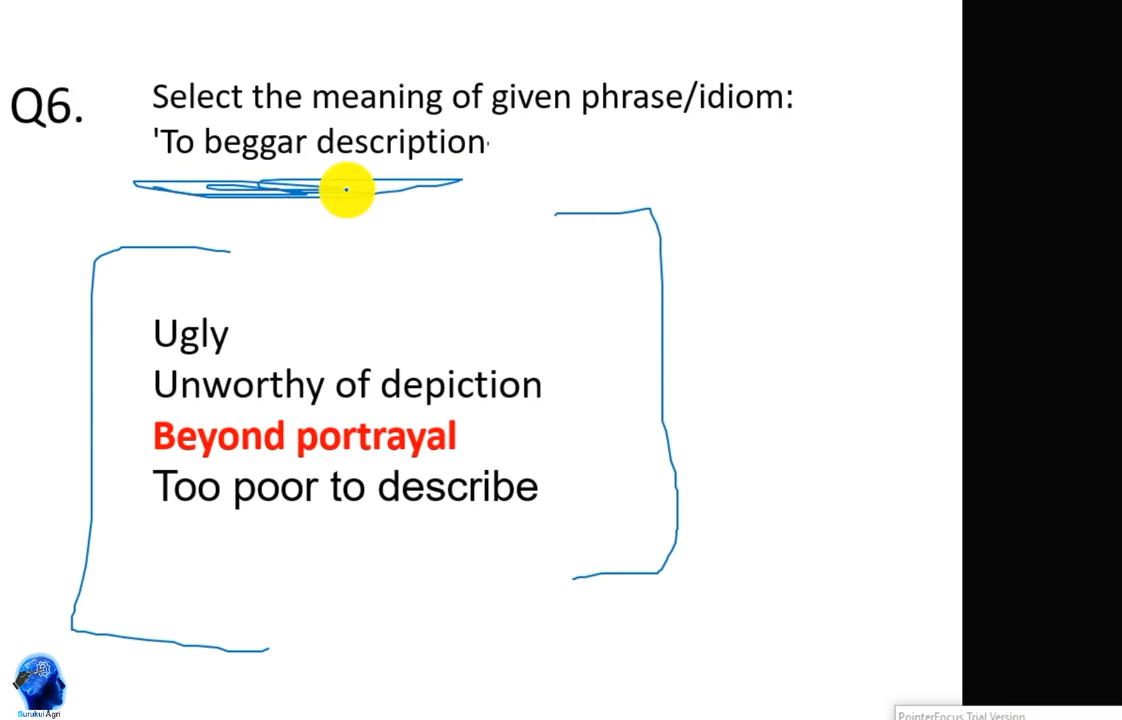 Q6.
Select the meaning of given phrase/idiom:
'To beggar description'
Ugly
Unworthy of depiction
Beyond portrayal
Too poor to describe
Gurukul Agri
PointerFocus Trial Version